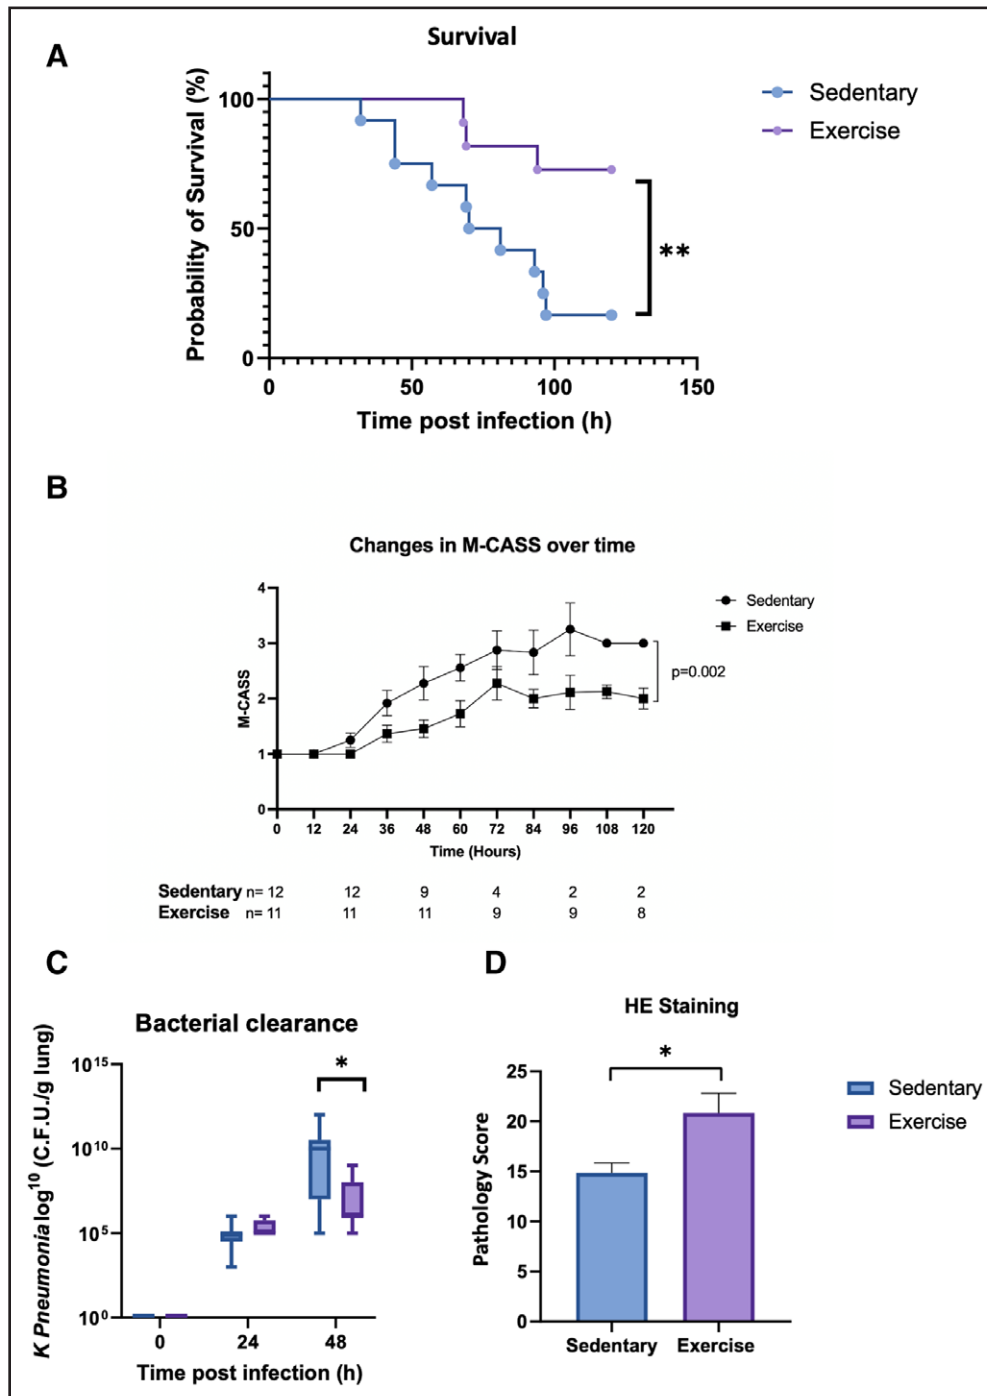 A
Survival
Probability of Survival (%)
100
50
0
0 50 100 150
Time post infection (h)
Sedentary
Exercise
**
B
Changes in M-CASS over time
M-CASS
4
3
2
1
0
0 12 24 36 48 60 72 84 96 108 120
Time (Hours)
Sedentary
Exercise
p=0.002
Sedentary n= 12 12 9 4 2 2
Exercise n= 11 11 11 9 9 8
C
Bacterial clearance
K Pneumonia log¹⁰ (C.F.U./g lung)
10¹⁵
10¹⁰
10⁵
10⁰
*
0 24 48
Time post infection (h)
D
HE Staining
Pathology Score
25
20
15
10
5
0
*
Sedentary Exercise
Sedentary
Exercise